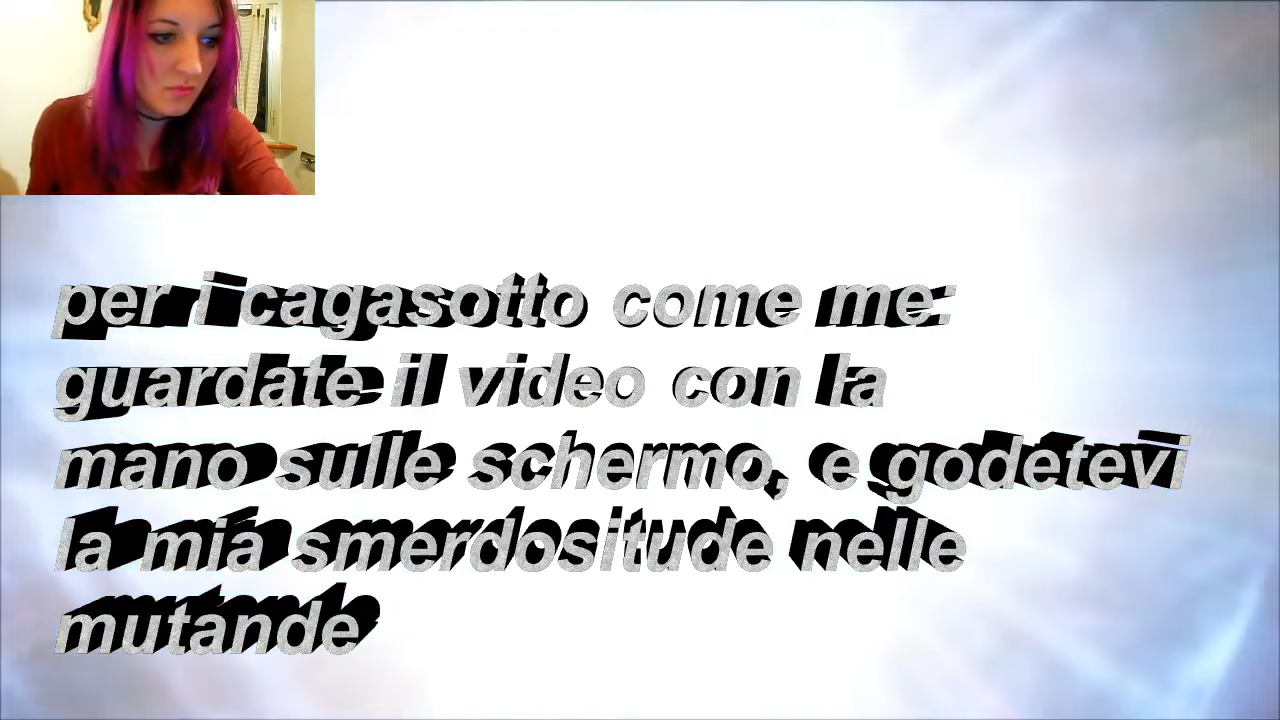 per i cagasotto come me:
guardate il video con la
mano sulle schermo, e godetevi
la mia smerdositude nelle
mutande